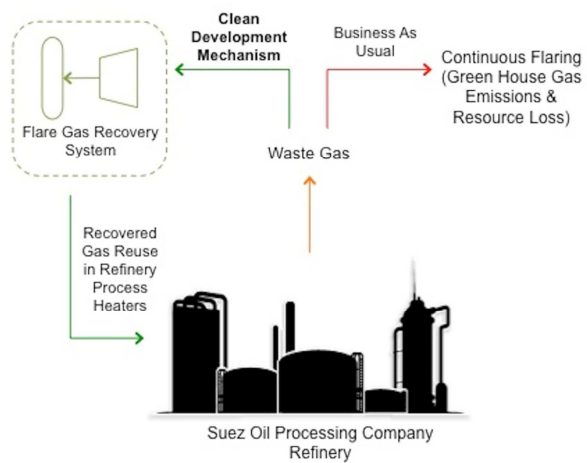 Clean
Development
Mechanism
Business As
Usual
Continuous Flaring
(Green House Gas
Emissions &
Resource Loss)
Flare Gas Recovery
System
Waste Gas
Recovered
Gas Reuse
in Refinery
Process
Heaters
Suez Oil Processing Company
Refinery